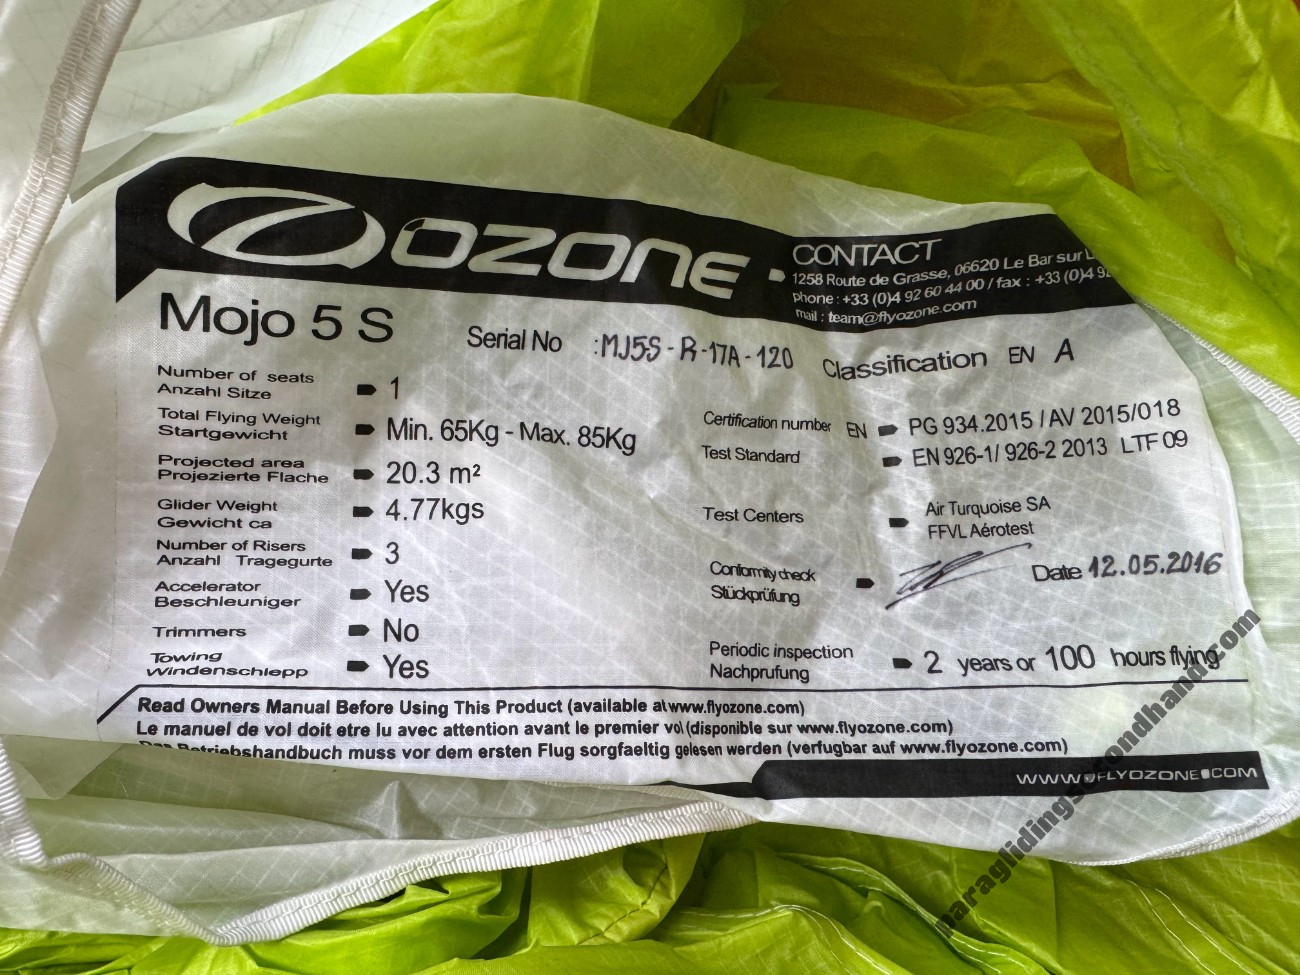 OZONE
CONTACT
1258 Route de Grasse, 06620 Le Bar sur
phone : +33 (0)4 92 60 44 00 / fax : +33 (0)4 92
mail : team@flyozone.com
Mojo 5 S
Serial No :MJ5S-R-17A-120
Classification EN A
Number of seats
Anzahl Sitze
1
Total Flying Weight
Startgewicht
Min. 65Kg - Max. 85Kg
Projected area
Projezierte Flache
20.3 m²
Glider Weight
Gewicht ca
4.77kgs
Number of Risers
Anzahl Tragegurte
3
Accelerator
Beschleuniger
Yes
Trimmers
No
Towing
Windenschlepp
Yes
Certification number EN PG 934.2015 / AV 2015/018
Test Standard EN 926-1/ 926-2 2013 LTF 09
Test Centers
Air Turquoise SA
FFVL Aérotest
Conformity check
Stückprüfung
Date 12.05.2016
Periodic inspection
Nachprufung
2 years or 100 hours flying
Read Owners Manual Before Using This Product (available at www.flyozone.com)
Le manuel de vol doit etre lu avec attention avant le premier vol (disponible sur www.flyozone.com)
Das Betriebshandbuch muss vor dem ersten Flug sorgfaeltig gelesen werden (verfugbar auf www.flyozone.com)
WWW.FLYOZONE.COM
paraglidingsecondhand.com